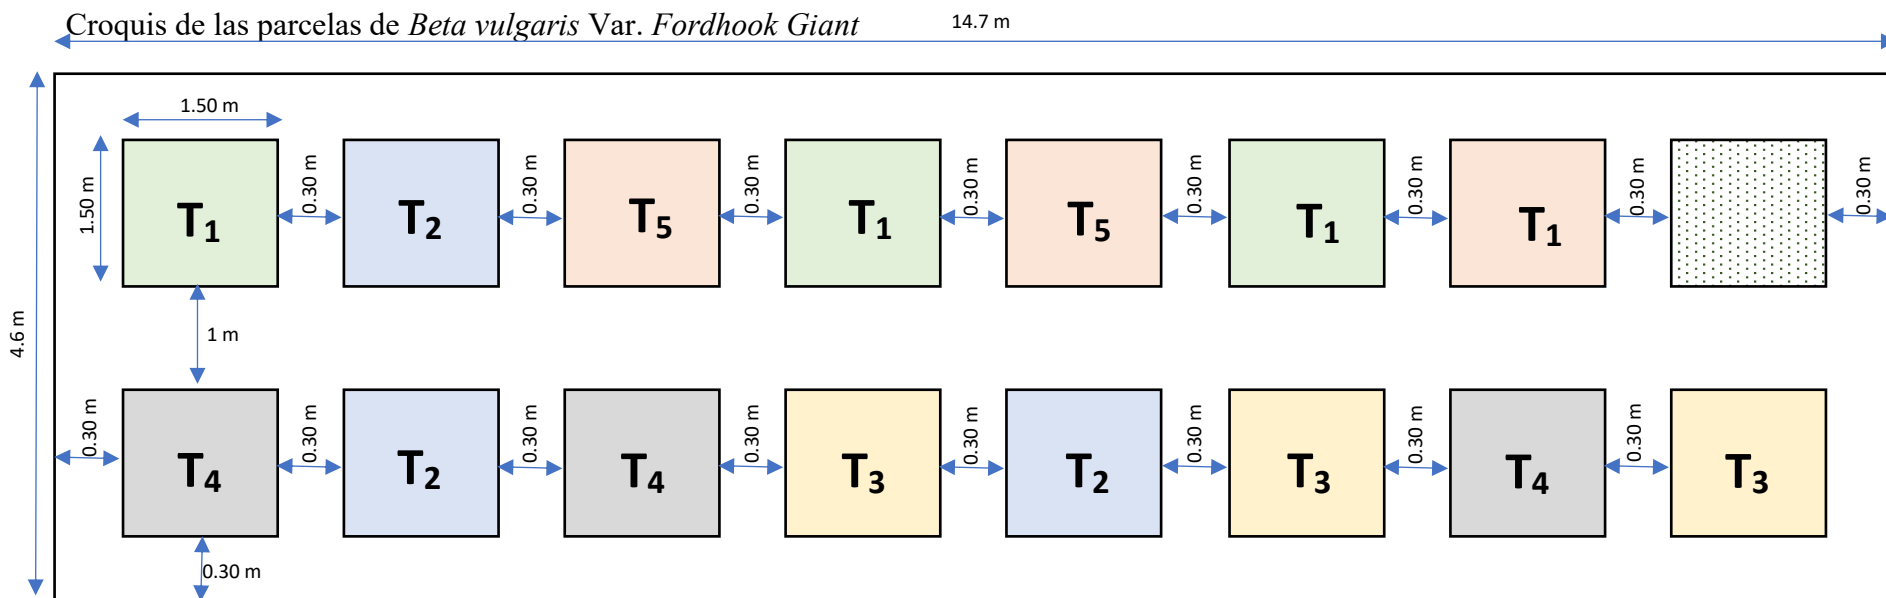 Croquis de las parcelas de Beta vulgaris Var. Fordhook Giant
14.7 m
1.50 m
1.50 m
T1 0.30 m T2 0.30 m T5 0.30 m T1 0.30 m T5 0.30 m T1 0.30 m T1 0.30 m 0.30 m
4.6 m
1 m
0.30 m T4 0.30 m T2 0.30 m T4 0.30 m T3 0.30 m T2 0.30 m T3 0.30 m T4 0.30 m T3
0.30 m